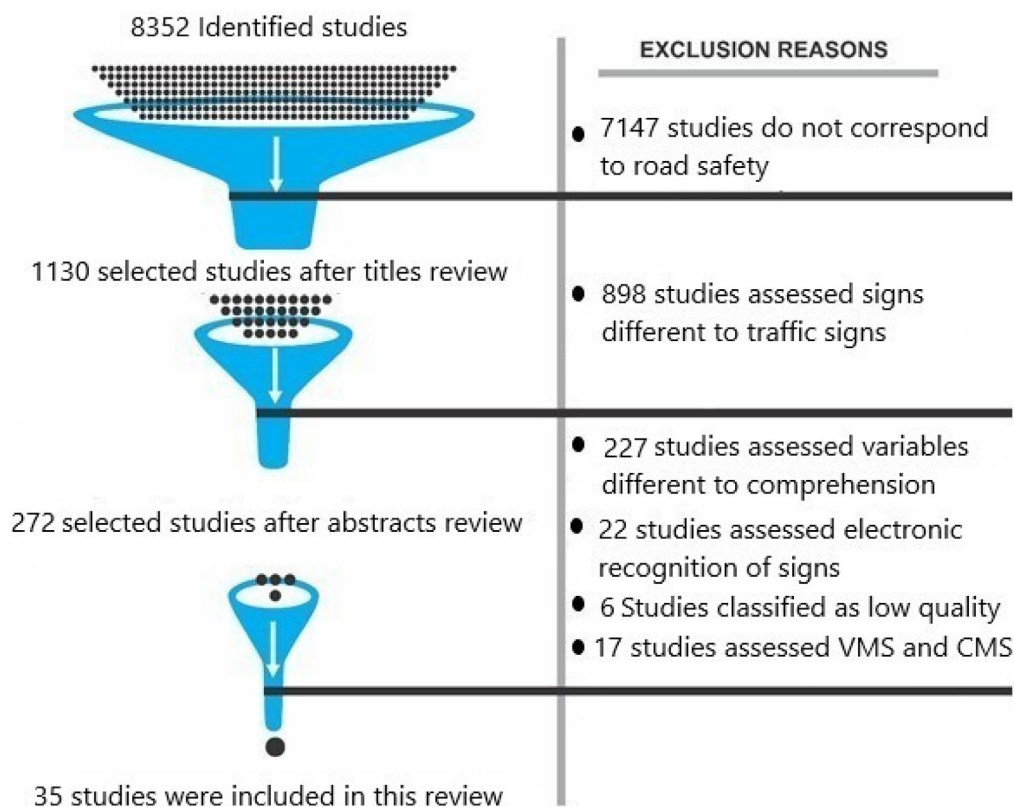 8352 Identified studies
EXCLUSION REASONS
7147 studies do not correspond
to road safety
1130 selected studies after titles review
898 studies assessed signs
different to traffic signs
227 studies assessed variables
different to comprehension
272 selected studies after abstracts review
22 studies assessed electronic
recognition of signs
6 Studies classified as low quality
17 studies assessed VMS and CMS
35 studies were included in this review